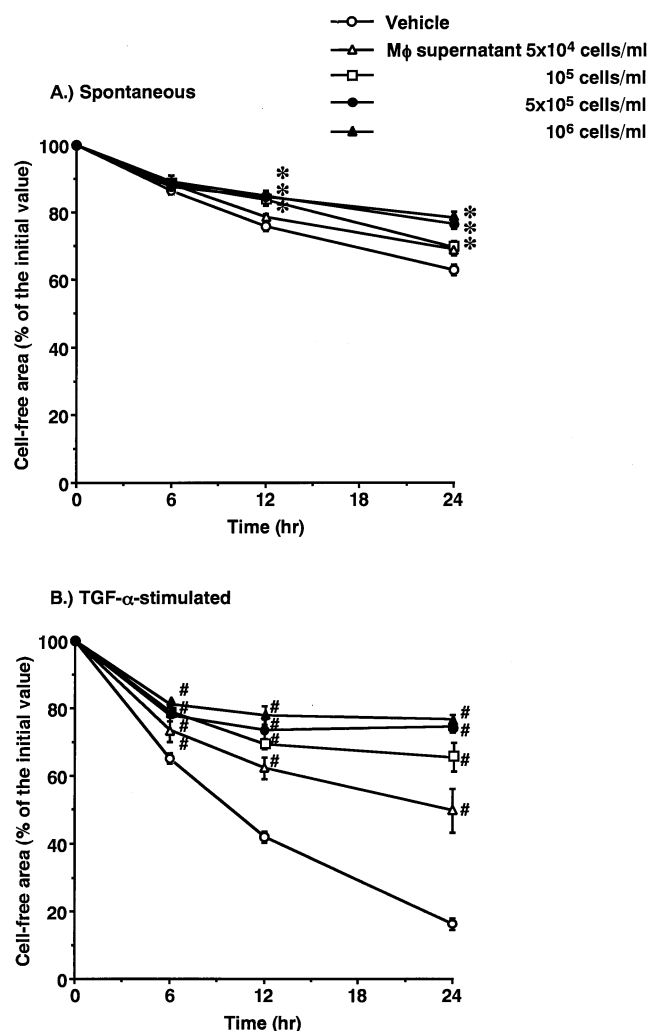 Vehicle
Mϕ supernatant 5x10⁴ cells/ml
10⁵ cells/ml
5x10⁵ cells/ml
10⁶ cells/ml
A.) Spontaneous
100
80
60
40
20
0
Cell-free area (% of the initial value)
* * *
* * *
0 6 12 18 24
Time (hr)
B.) TGF-α-stimulated
100
80
60
40
20
0
Cell-free area (% of the initial value)
# # # #
# # # #
# # # #
0 6 12 18 24
Time (hr)